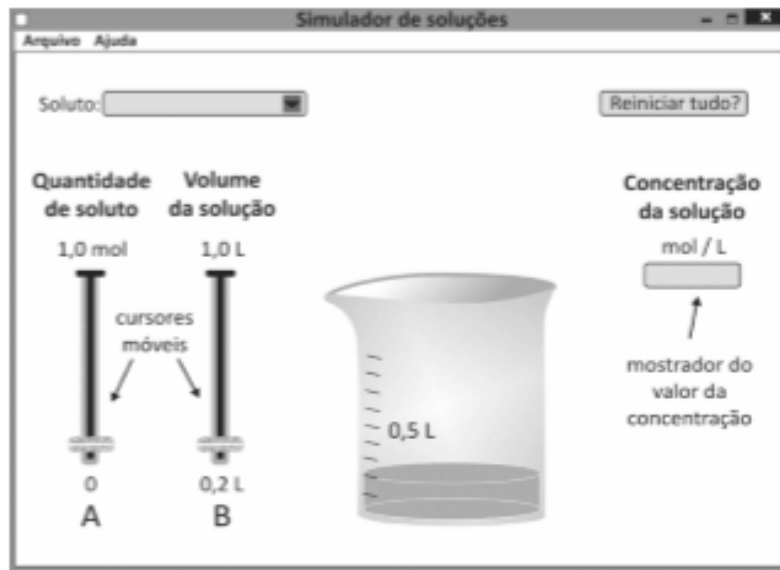 Simulador de soluções
Arquivo Ajuda
Soluto:
Reiniciar tudo?
Quantidade
de soluto
Volume
da solução
Concentração
da solução
1,0 mol
1,0 L
mol / L
cursores
móveis
mostrador do
valor da
concentração
0,5 L
0
0,2 L
A
B